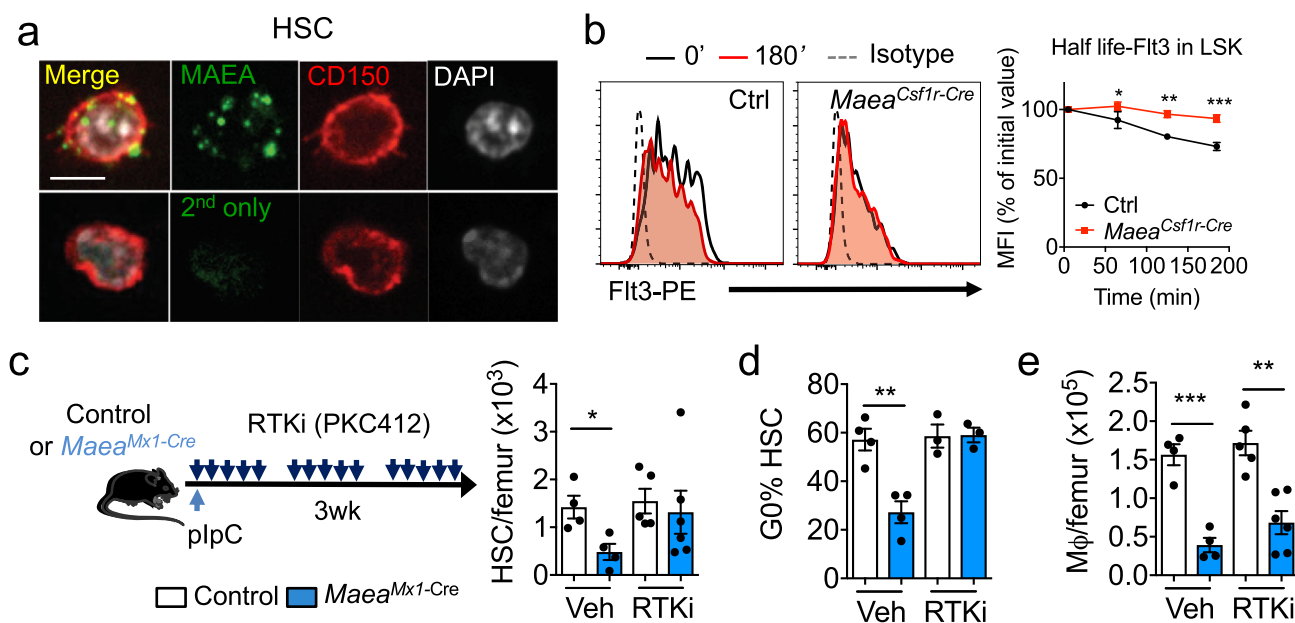 a
HSC
Merge
MAEA
CD150
DAPI
2nd only
b
0' 180' Isotype
Ctrl
MaeaCsf1r-Cre
Flt3-PE
Half life-Flt3 in LSK
MFI (% of initial value)
100
50
0
* ** ***
Ctrl
MaeaCsf1r-Cre
0 50 100 150 200
Time (min)
c
Control
or MaeaMx1-Cre
RTKi (PKC412)
3wk
pIpC
Control MaeaMx1-Cre
HSC/femur (x10³)
4
3
2
1
0
*
Veh RTKi
d
G0% HSC
80
60
40
20
0
**
Veh RTKi
e
Mϕ/femur (x10⁵)
2.5
2.0
1.5
1.0
0.5
0
***
**
Veh RTKi